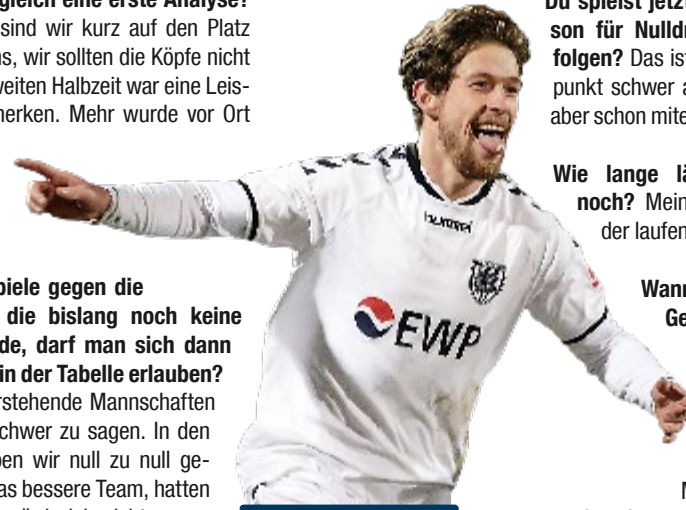 gleich eine erste Analyse?
sind wir kurz auf den Platz
wir sollten die Köpfe nicht
weiten Halbzeit war eine Leis-
Mehr wurde vor Ort
piele gegen die
die bislang noch keine
de, darf man sich dann
in der Tabelle erlauben?
rstehende Mannschaften
chwer zu sagen. In den
wir null zu null ge-
as bessere Team, hatten
hummel
EWP
Du spielst jetzt
son für Nulldr
folgen? Das ist
punkt schwer a
aber schon mite
Wie lange lä
noch? Mein
der laufen
Wann
Ge